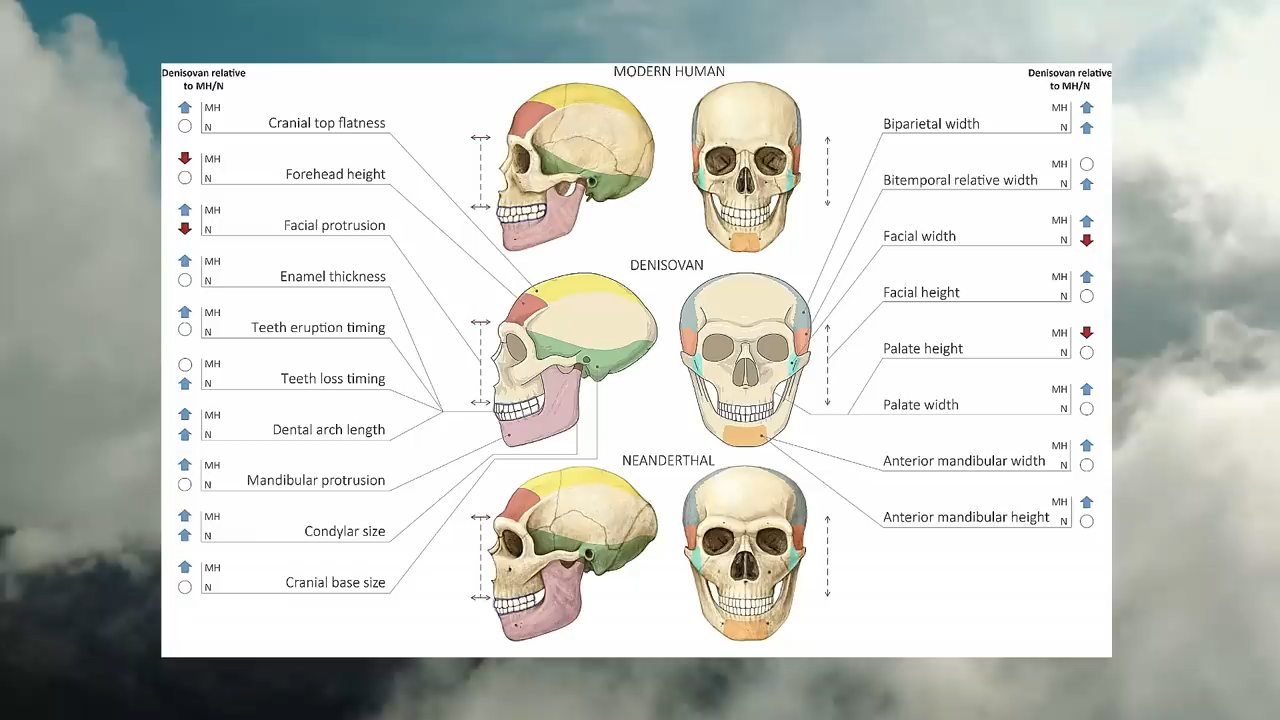 Denisovan relative
to MH/N
MH
N
Cranial top flatness
MH
N
Forehead height
MH
N
Facial protrusion
MH
N
Enamel thickness
MH
N
Teeth eruption timing
MH
N
Teeth loss timing
MH
N
Dental arch length
MH
N
Mandibular protrusion
MH
N
Condylar size
MH
N
Cranial base size
MODERN HUMAN
DENISOVAN
NEANDERTHAL
Denisovan relative
to MH/N
MH
Biparietal width
N
MH
Bitemporal relative width
N
MH
Facial width
N
MH
Facial height
N
MH
Palate height
N
MH
Palate width
N
MH
Anterior mandibular width
N
MH
Anterior mandibular height
N